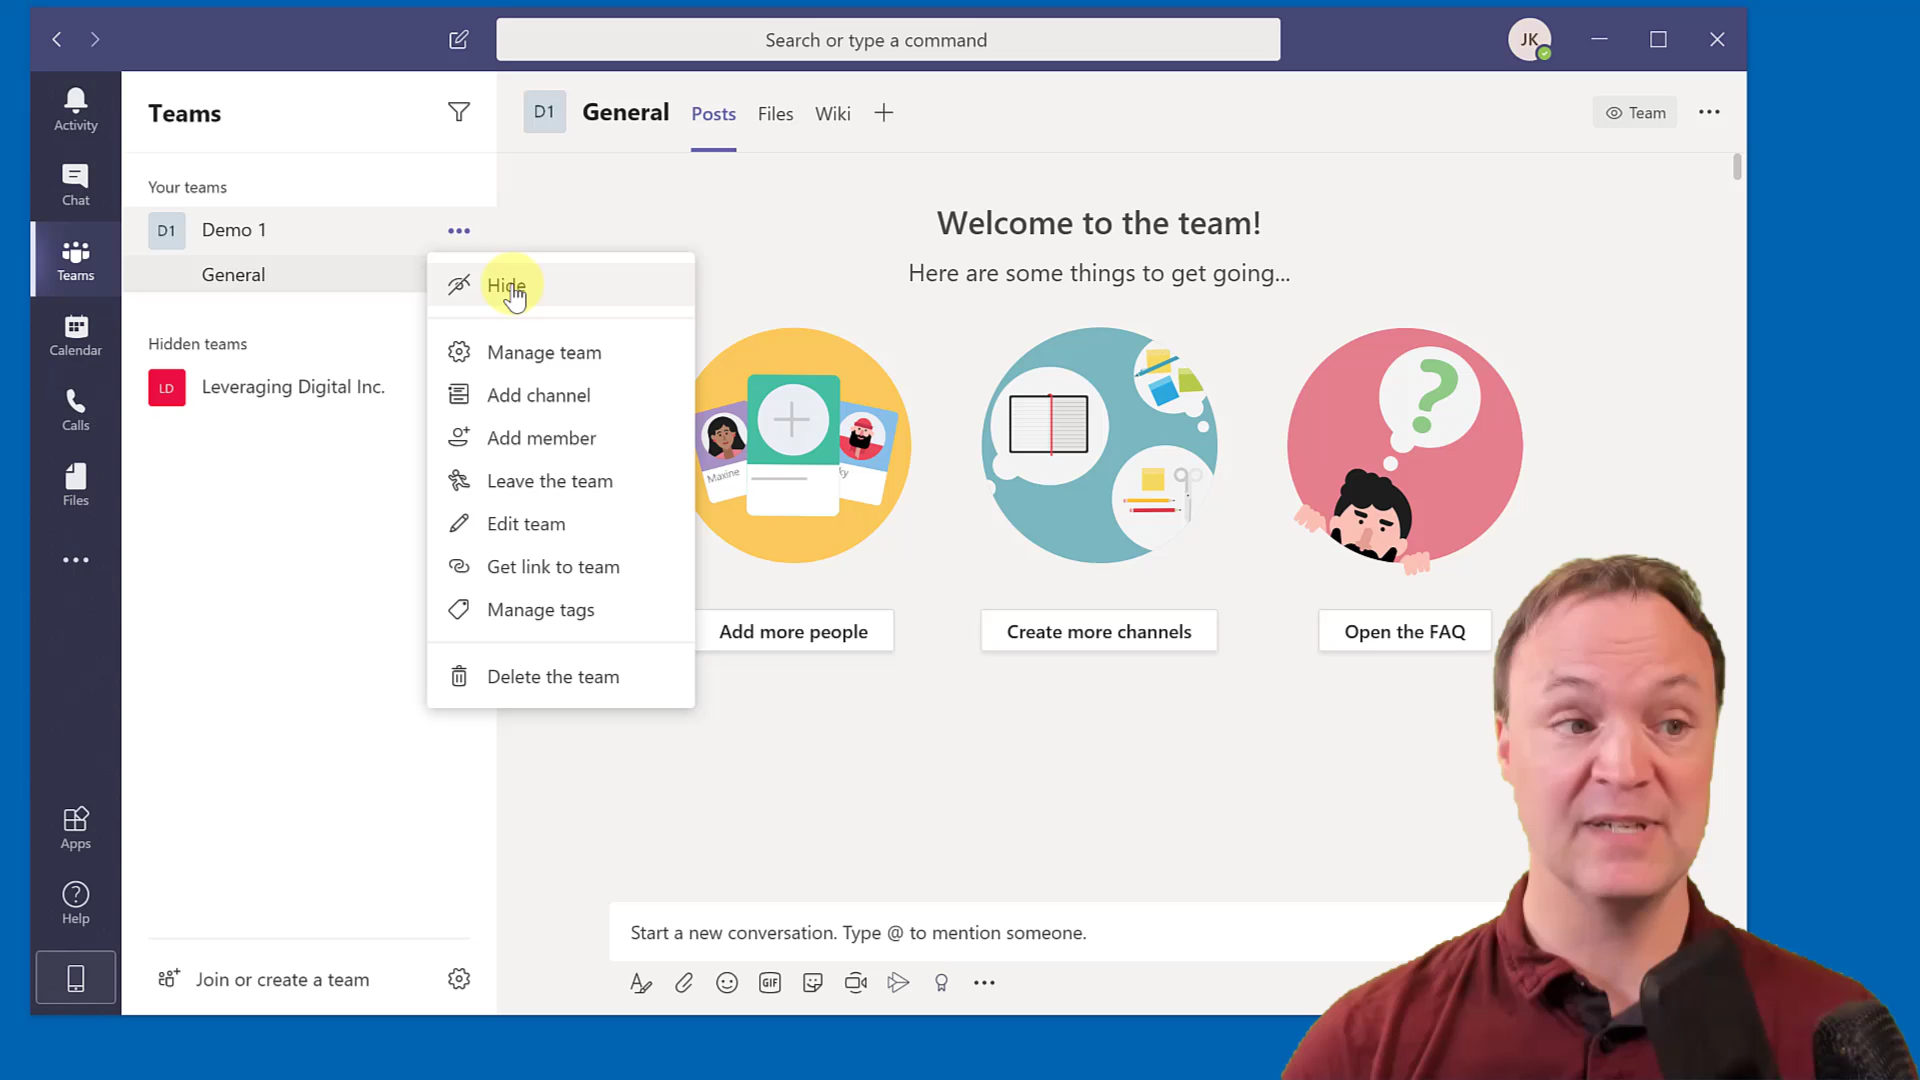 Search or type a command
JK
Activity
Chat
Teams
Calendar
Calls
Files
Apps
Help
Teams
Your teams
D1 Demo 1
General
Hidden teams
LD Leveraging Digital Inc.
Join or create a team
Hide
Manage team
Add channel
Add member
Leave the team
Edit team
Get link to team
Manage tags
Delete the team
D1 General Posts Files Wiki
Team
Welcome to the team!
Here are some things to get going...
Maxine
Add more people
Create more channels
Open the FAQ
Start a new conversation. Type @ to mention someone.
GIF